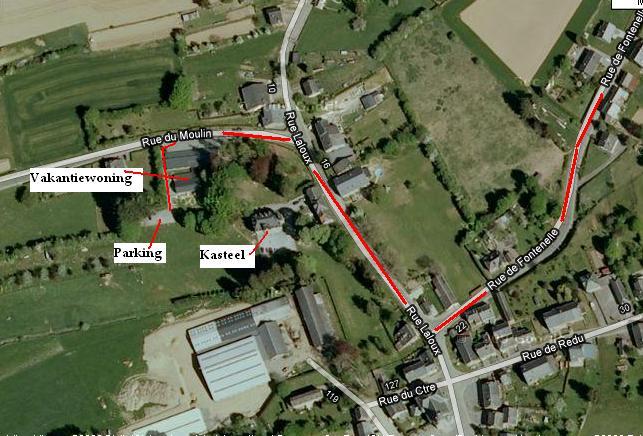 Rue de Fontenelle
10
Rue Laloux
Rue du Moulin
16
Vakantiewoning
Parking
Kasteel
Rue de Fontenelle
Rue Laloux
22
30
Rue de Redu
127
Rue du Ctre
119